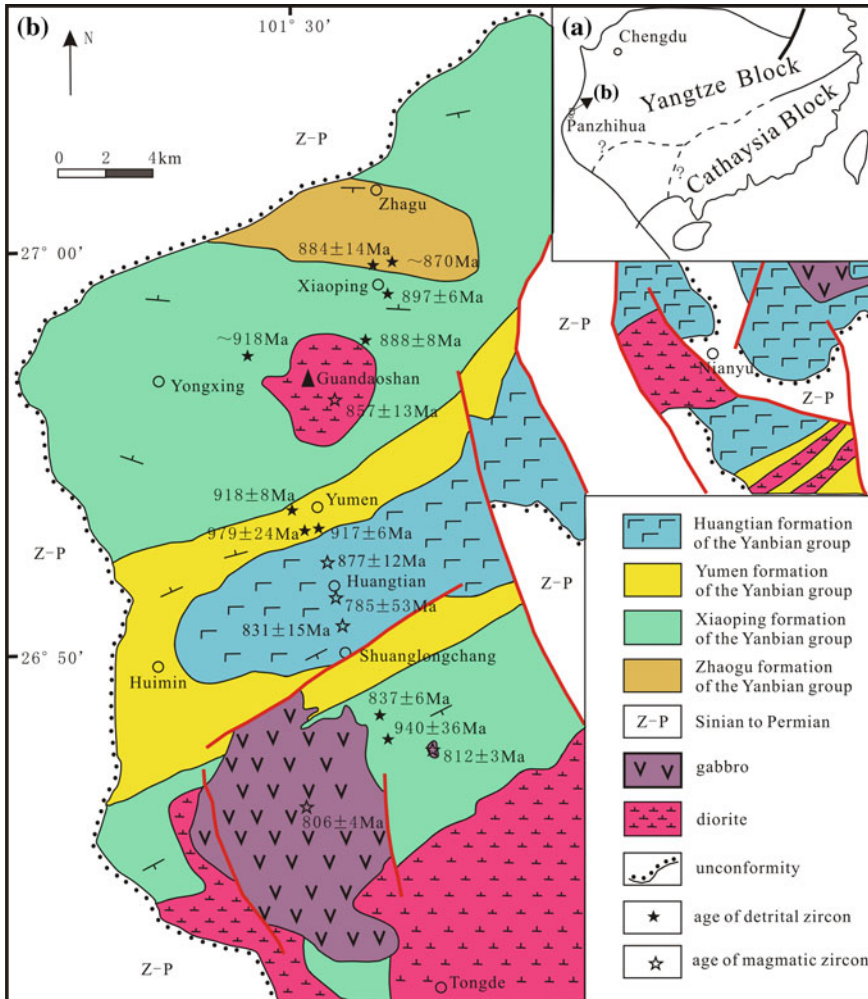 (b)
101° 30′
(a)
N
Chengdu
Yangtze Block
(b)
Panzhihua
Cathaysia Block
?
?
Z-P
0 2 4km
Zhagu
27° 00′
884±14Ma
~870Ma
Xiaoping
897±6Ma
Z-P
~918Ma
888±8Ma
Nianyu
Yongxing
Guandaoshan
Z-P
857±13Ma
918±8Ma
Yumen
979±24Ma
917±6Ma
Z-P
877±12Ma
Huangtian
Z-P
785±53Ma
831±15Ma
26° 50′
Shuanglongchang
Huimin
837±6Ma
940±36Ma
812±3Ma
806±4Ma
Z-P
Tongde
Huangtian formation
of the Yanbian group
Yumen formation
of the Yanbian group
Xiaoping formation
of the Yanbian group
Zhaogu formation
of the Yanbian group
Z-P Sinian to Permian
gabbro
diorite
unconformity
age of detrital zircon
age of magmatic zircon